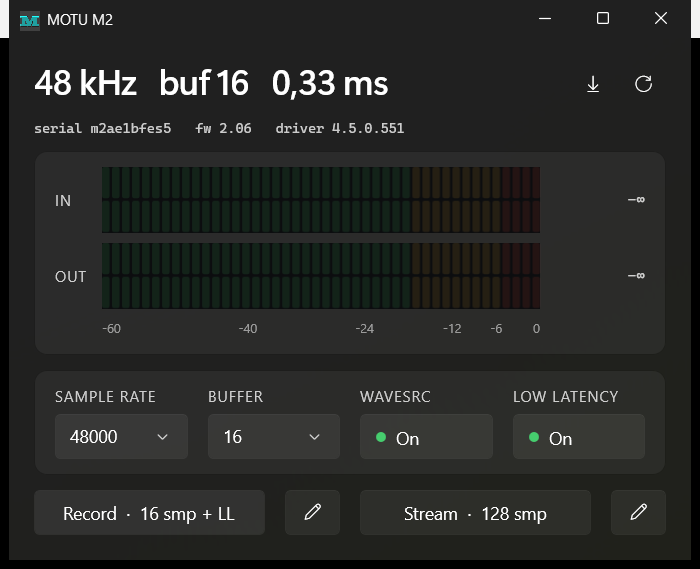 MOTU M2
48 kHz buf 16 0,33 ms
serial m2ae1bfes5 fw 2.06 driver 4.5.0.551
IN -∞
OUT -∞
-60 -40 -24 -12 -6 0
SAMPLE RATE BUFFER WAVESRC LOW LATENCY
48000 16 On On
Record · 16 smp + LL Stream · 128 smp